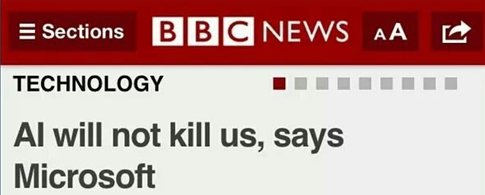 Sections BBC NEWS AA
TECHNOLOGY
AI will not kill us, says
Microsoft